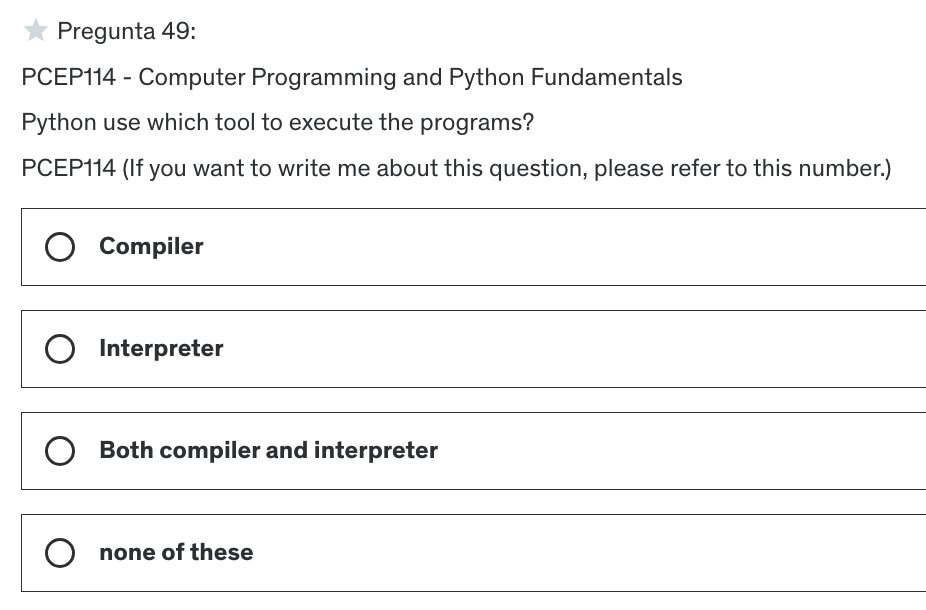 Pregunta 49:
PCEP114 - Computer Programming and Python Fundamentals
Python use which tool to execute the programs?
PCEP114 (If you want to write me about this question, please refer to this number.)
Compiler
Interpreter
Both compiler and interpreter
none of these